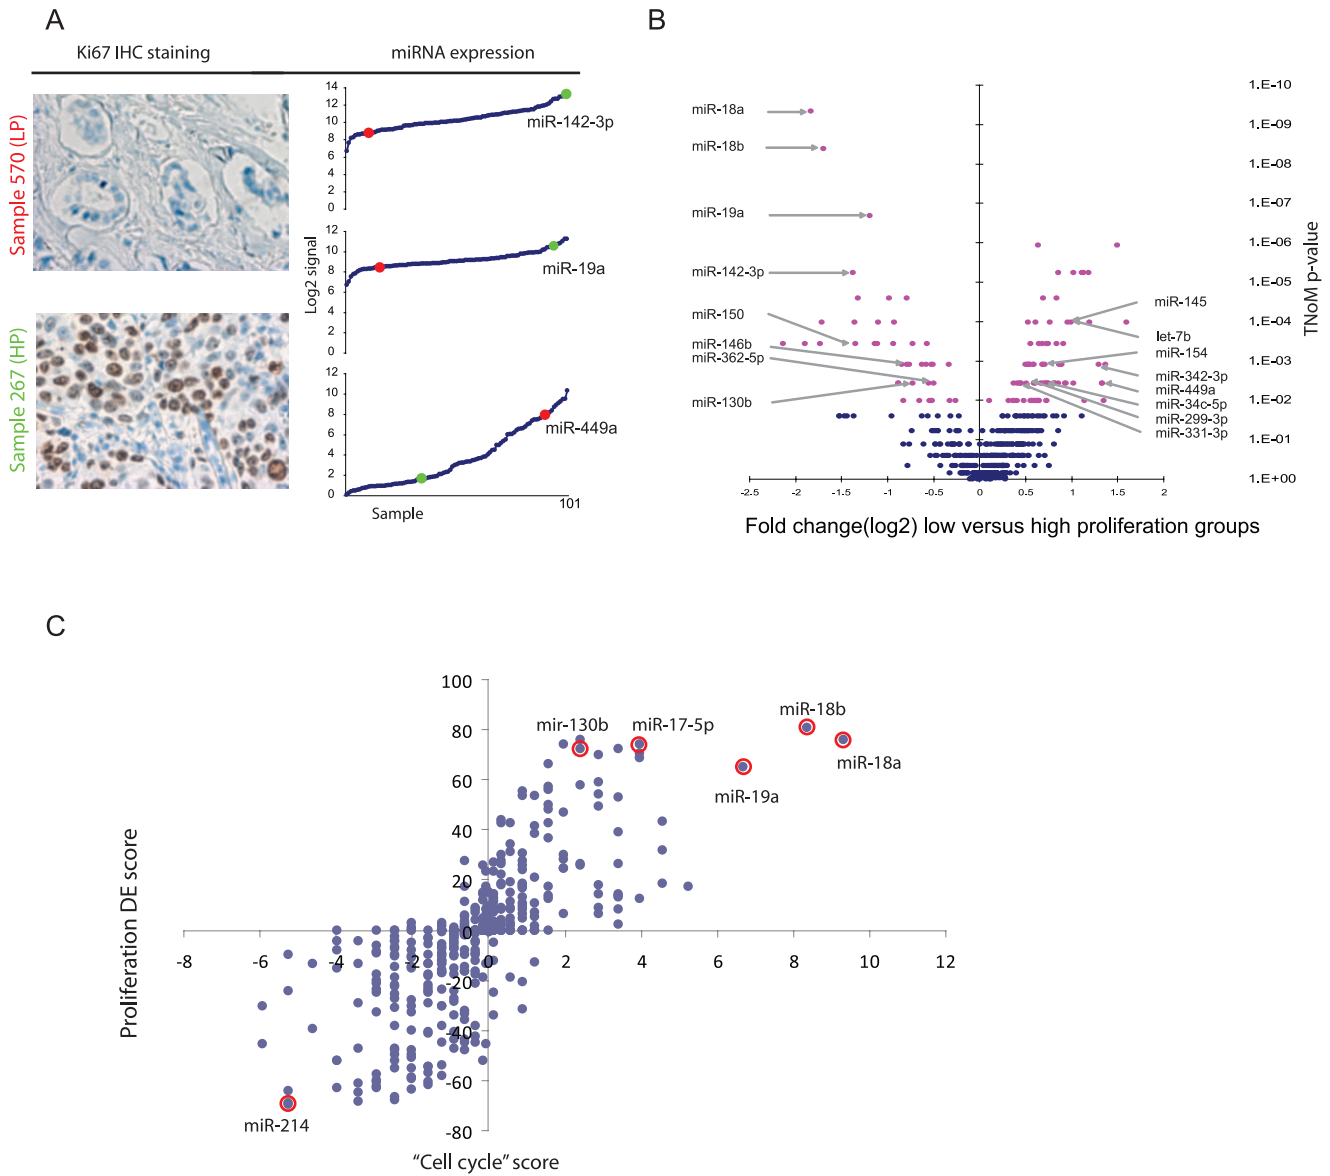 A
Ki67 IHC staining
miRNA expression
Sample 570 (LP)
Sample 267 (HP)
Log2 signal
14
12
10
8
6
4
2
0
miR-142-3p
12
10
8
6
4
2
0
miR-19a
12
10
8
6
4
2
0
miR-449a
Sample
101
B
miR-18a
miR-18b
miR-19a
miR-142-3p
miR-150
miR-146b
miR-362-5p
miR-130b
miR-145
let-7b
miR-154
miR-342-3p
miR-449a
miR-34c-5p
miR-299-3p
miR-331-3p
1.E-10
1.E-09
1.E-08
1.E-07
1.E-06
1.E-05
1.E-04
1.E-03
1.E-02
1.E-01
1.E+00
TNoM p-value
-2.5 -2 -1.5 -1 -0.5 0 0.5 1 1.5 2
Fold change(log2) low versus high proliferation groups
C
Proliferation DE score
100
80
60
40
20
0
-20
-40
-60
-80
mir-130b
miR-17-5p
miR-18b
miR-18a
miR-19a
miR-214
-8 -6 -4 -2 0 2 4 6 8 10 12
"Cell cycle" score